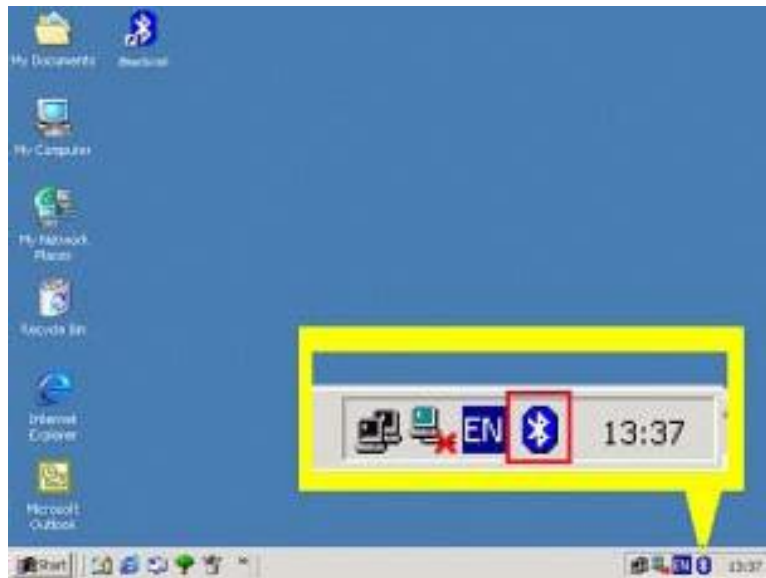 My Documents
My Computer
My Network
Places
Recycle Bin
Internet
Explorer
Microsoft
Outlook
EN
13:37
Start
13:37